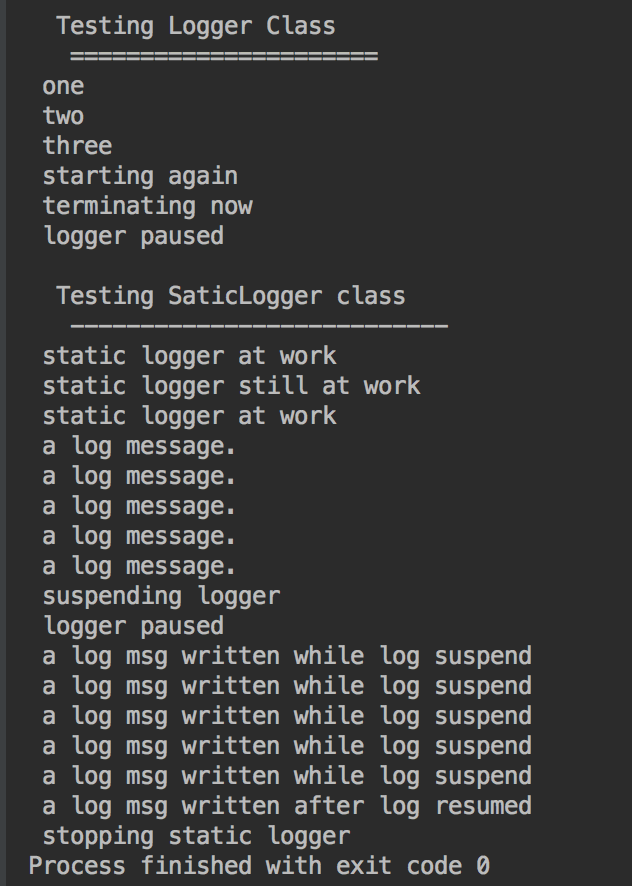 Testing Logger Class
======================
one
two
three
starting again
terminating now
logger paused
Testing SaticLogger class
---------------------------
static logger at work
static logger still at work
static logger at work
a log message.
a log message.
a log message.
a log message.
a log message.
suspending logger
logger paused
a log msg written while log suspend
a log msg written while log suspend
a log msg written while log suspend
a log msg written while log suspend
a log msg written while log suspend
a log msg written after log resumed
stopping static logger
Process finished with exit code 0